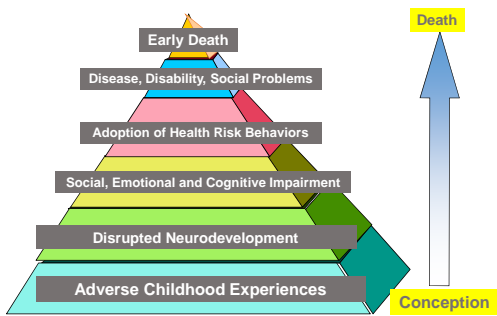 Death
Early Death
Disease, Disability, Social Problems
Adoption of Health Risk Behaviors
Social, Emotional and Cognitive Impairment
Disrupted Neurodevelopment
Adverse Childhood Experiences
Conception